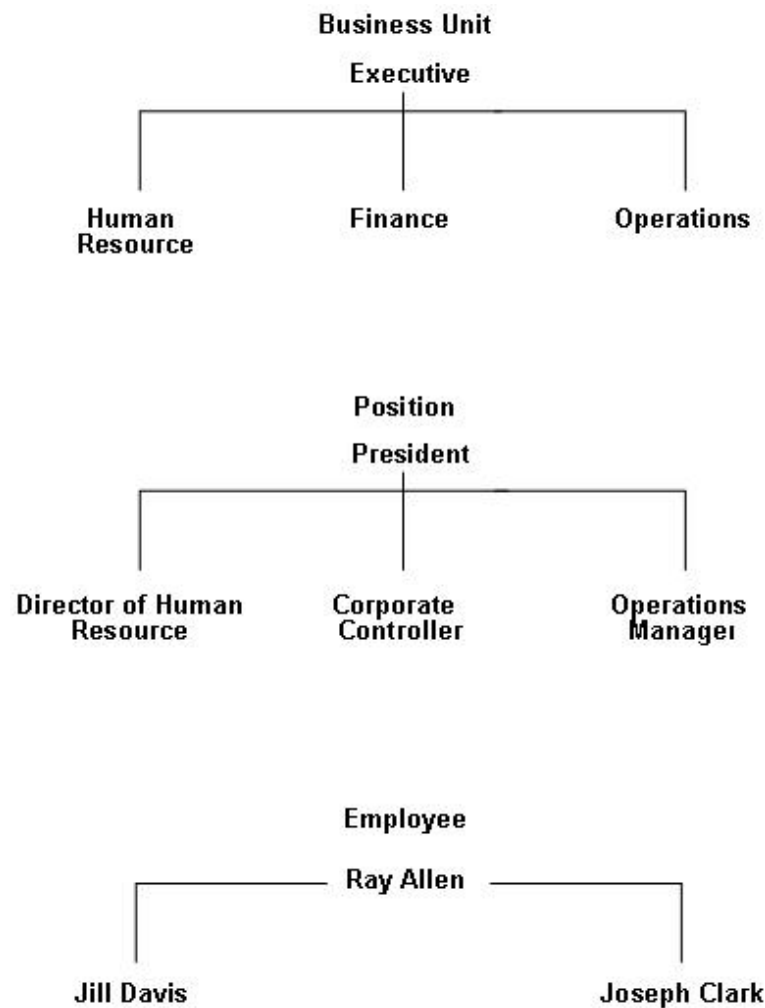 Business Unit
Executive
Human Finance Operations
Resource
Position
President
Director of Human Corporate Operations
Resource Controller Manager
Employee
Ray Allen
Jill Davis Joseph Clark